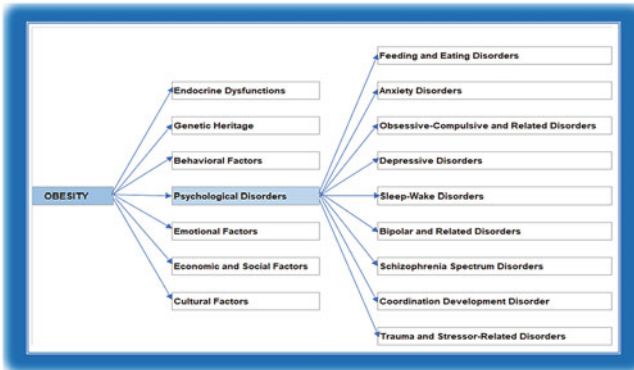 OBESITY
Endocrine Dysfunctions
Genetic Heritage
Behavioral Factors
Psychological Disorders
Emotional Factors
Economic and Social Factors
Cultural Factors
Feeding and Eating Disorders
Anxiety Disorders
Obsessive-Compulsive and Related Disorders
Depressive Disorders
Sleep-Wake Disorders
Bipolar and Related Disorders
Schizophrenia Spectrum Disorders
Coordination Development Disorder
Trauma and Stressor-Related Disorders